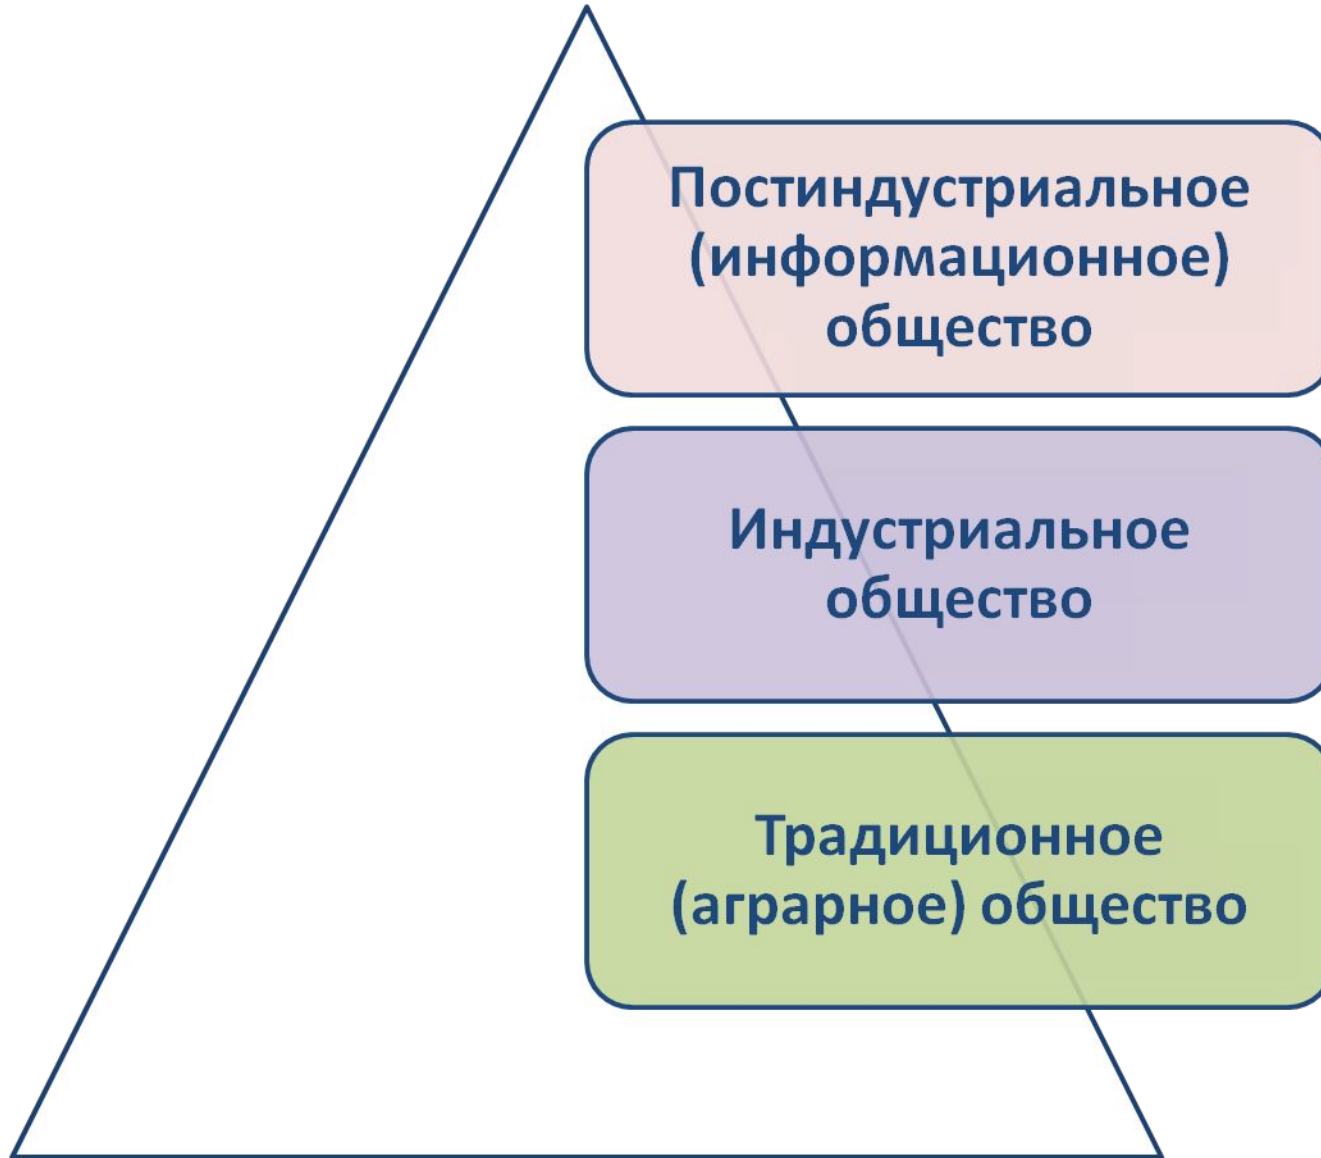 Постиндустриальное
(информационное)
общество
Индустриальное
общество
Традиционное
(аграрное) общество